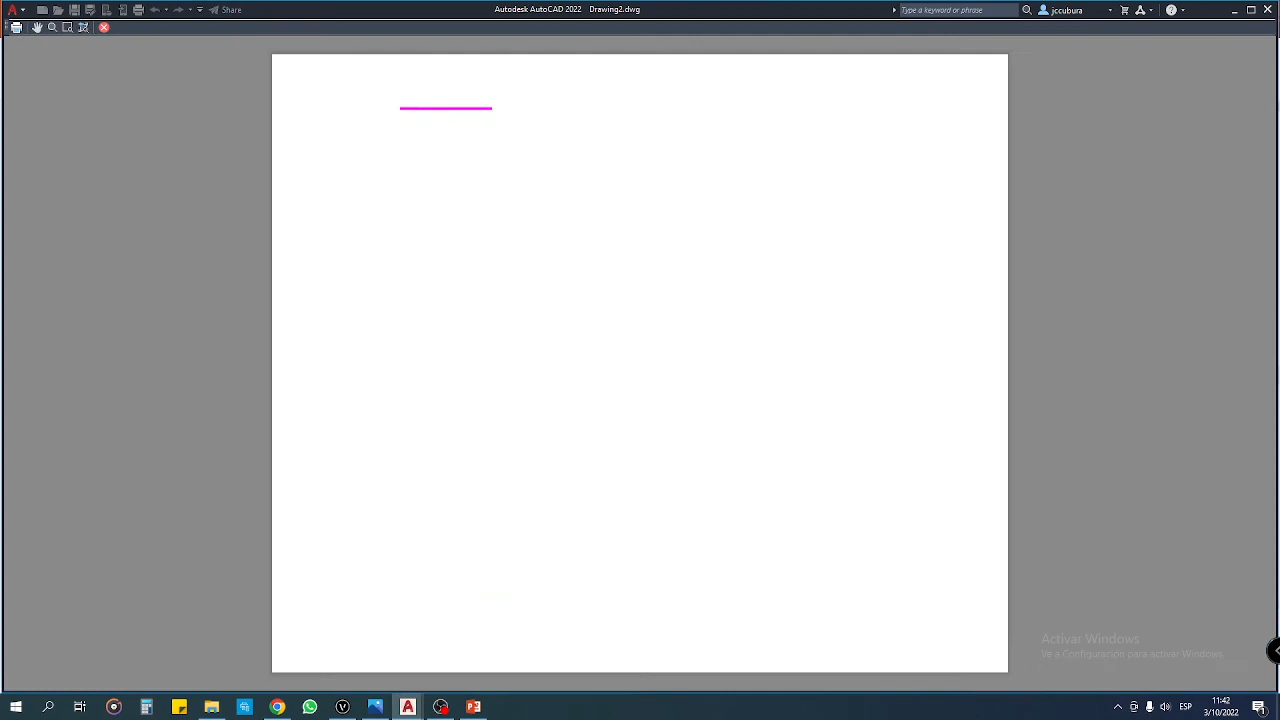 Share
Autodesk AutoCAD 2022 Drawing2.dwg
Type a keyword or phrase
jccubura
Activar Windows
Ve a Configuración para activar Windows
ESP
11:42
3/10/2022